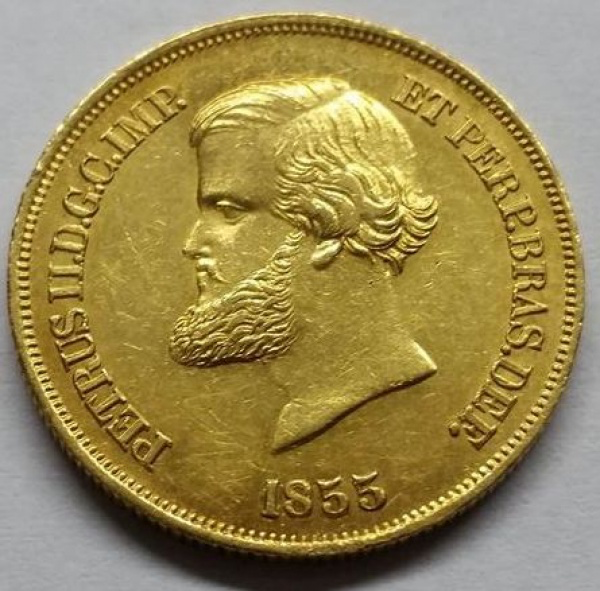 PETRUS II.D.G.C.IMP.
ET PERP.BRAS.DEF.
1855